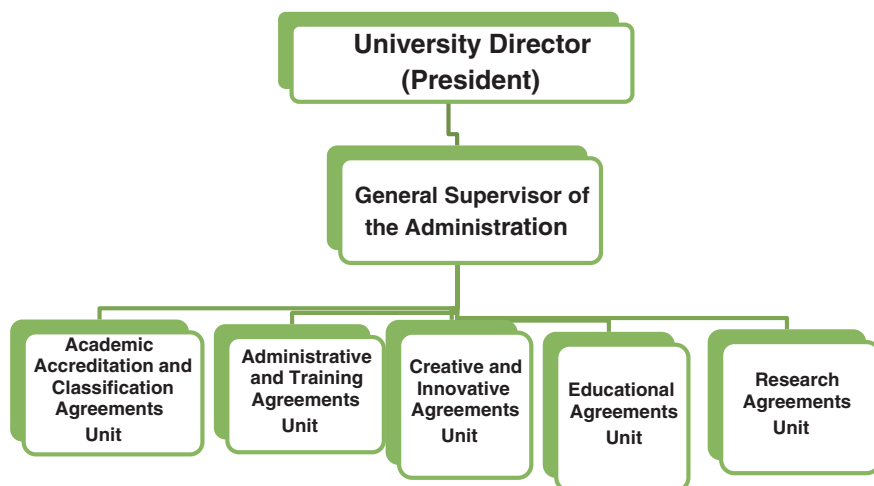 University Director
(President)
General Supervisor of
the Administration
Academic
Accreditation and
Classification
Agreements
Unit
Administrative
and Training
Agreements
Unit
Creative and
Innovative
Agreements
Unit
Educational
Agreements
Unit
Research
Agreements
Unit